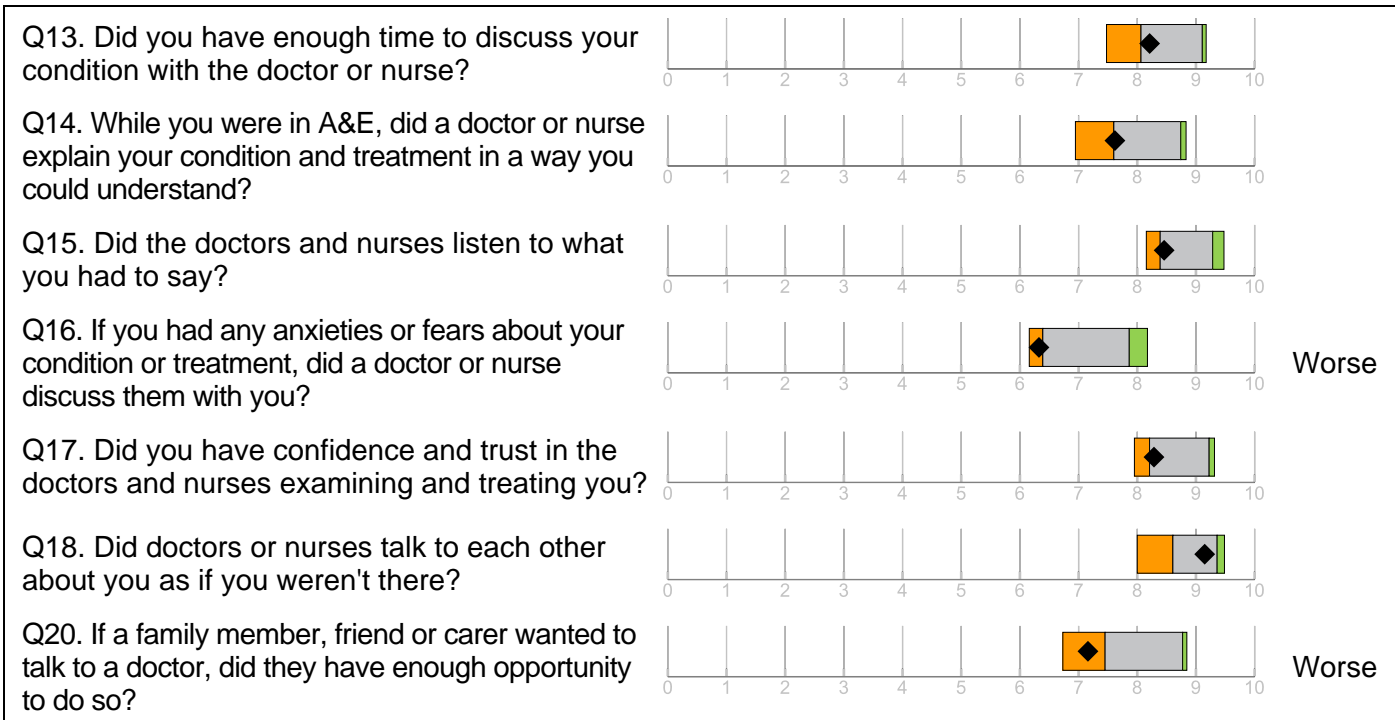 Q13. Did you have enough time to discuss your
condition with the doctor or nurse?
0 1 2 3 4 5 6 7 8 9 10
Q14. While you were in A&E, did a doctor or nurse
explain your condition and treatment in a way you
could understand?
0 1 2 3 4 5 6 7 8 9 10
Q15. Did the doctors and nurses listen to what
you had to say?
0 1 2 3 4 5 6 7 8 9 10
Q16. If you had any anxieties or fears about your
condition or treatment, did a doctor or nurse
discuss them with you?
0 1 2 3 4 5 6 7 8 9 10
Worse
Q17. Did you have confidence and trust in the
doctors and nurses examining and treating you?
0 1 2 3 4 5 6 7 8 9 10
Q18. Did doctors or nurses talk to each other
about you as if you weren't there?
0 1 2 3 4 5 6 7 8 9 10
Q20. If a family member, friend or carer wanted to
talk to a doctor, did they have enough opportunity
to do so?
0 1 2 3 4 5 6 7 8 9 10
Worse